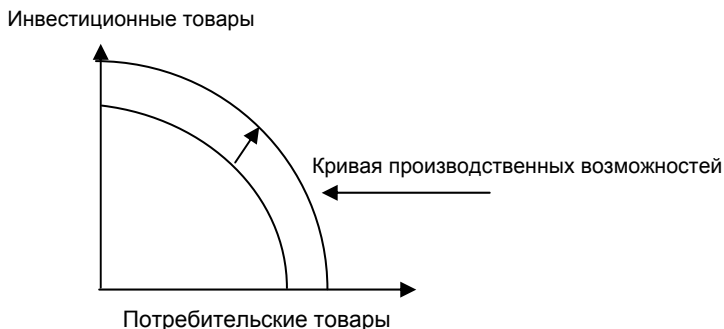 Инвестиционные товары
Кривая производственных возможностей
Потребительские товары